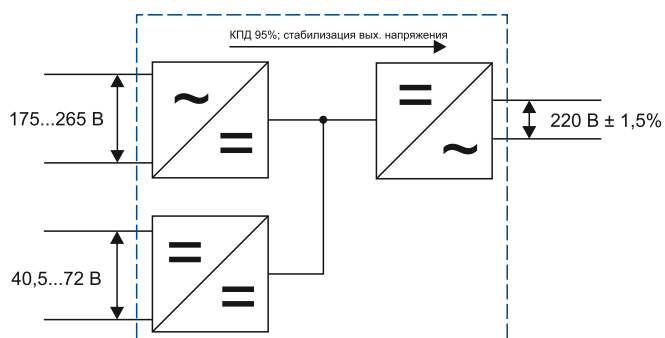 КПД 95%; стабилизация вых. напряжения
175...265 В
220 В ± 1,5%
40,5...72 В